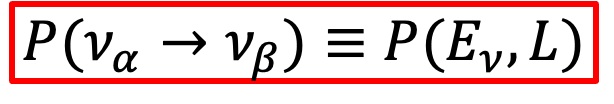 P(ν_α → ν_β) ≡ P(E_ν, L)